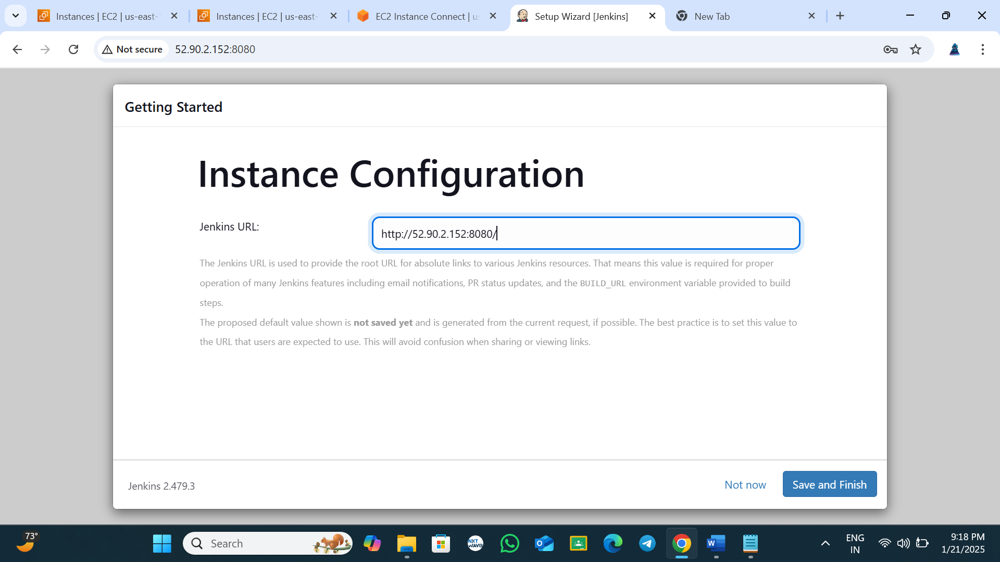 Instances | EC2 | us-east-1
Instances | EC2 | us-east-
EC2 Instance Connect | us
Setup Wizard [Jenkins]
New Tab
Not secure
52.90.2.152:8080
Getting Started
Instance Configuration
Jenkins URL:
http://52.90.2.152:8080/
The Jenkins URL is used to provide the root URL for absolute links to various Jenkins resources. That means this value is required for proper
operation of many Jenkins features including email notifications, PR status updates, and the BUILD_URL environment variable provided to build
steps.
The proposed default value shown is not saved yet and is generated from the current request, if possible. The best practice is to set this value to
the URL that users are expected to use. This will avoid confusion when sharing or viewing links.
Jenkins 2.479.3
Not now
Save and Finish
73°
Search
NXT
WAVE
ENG
IN
9:18 PM
1/21/2025